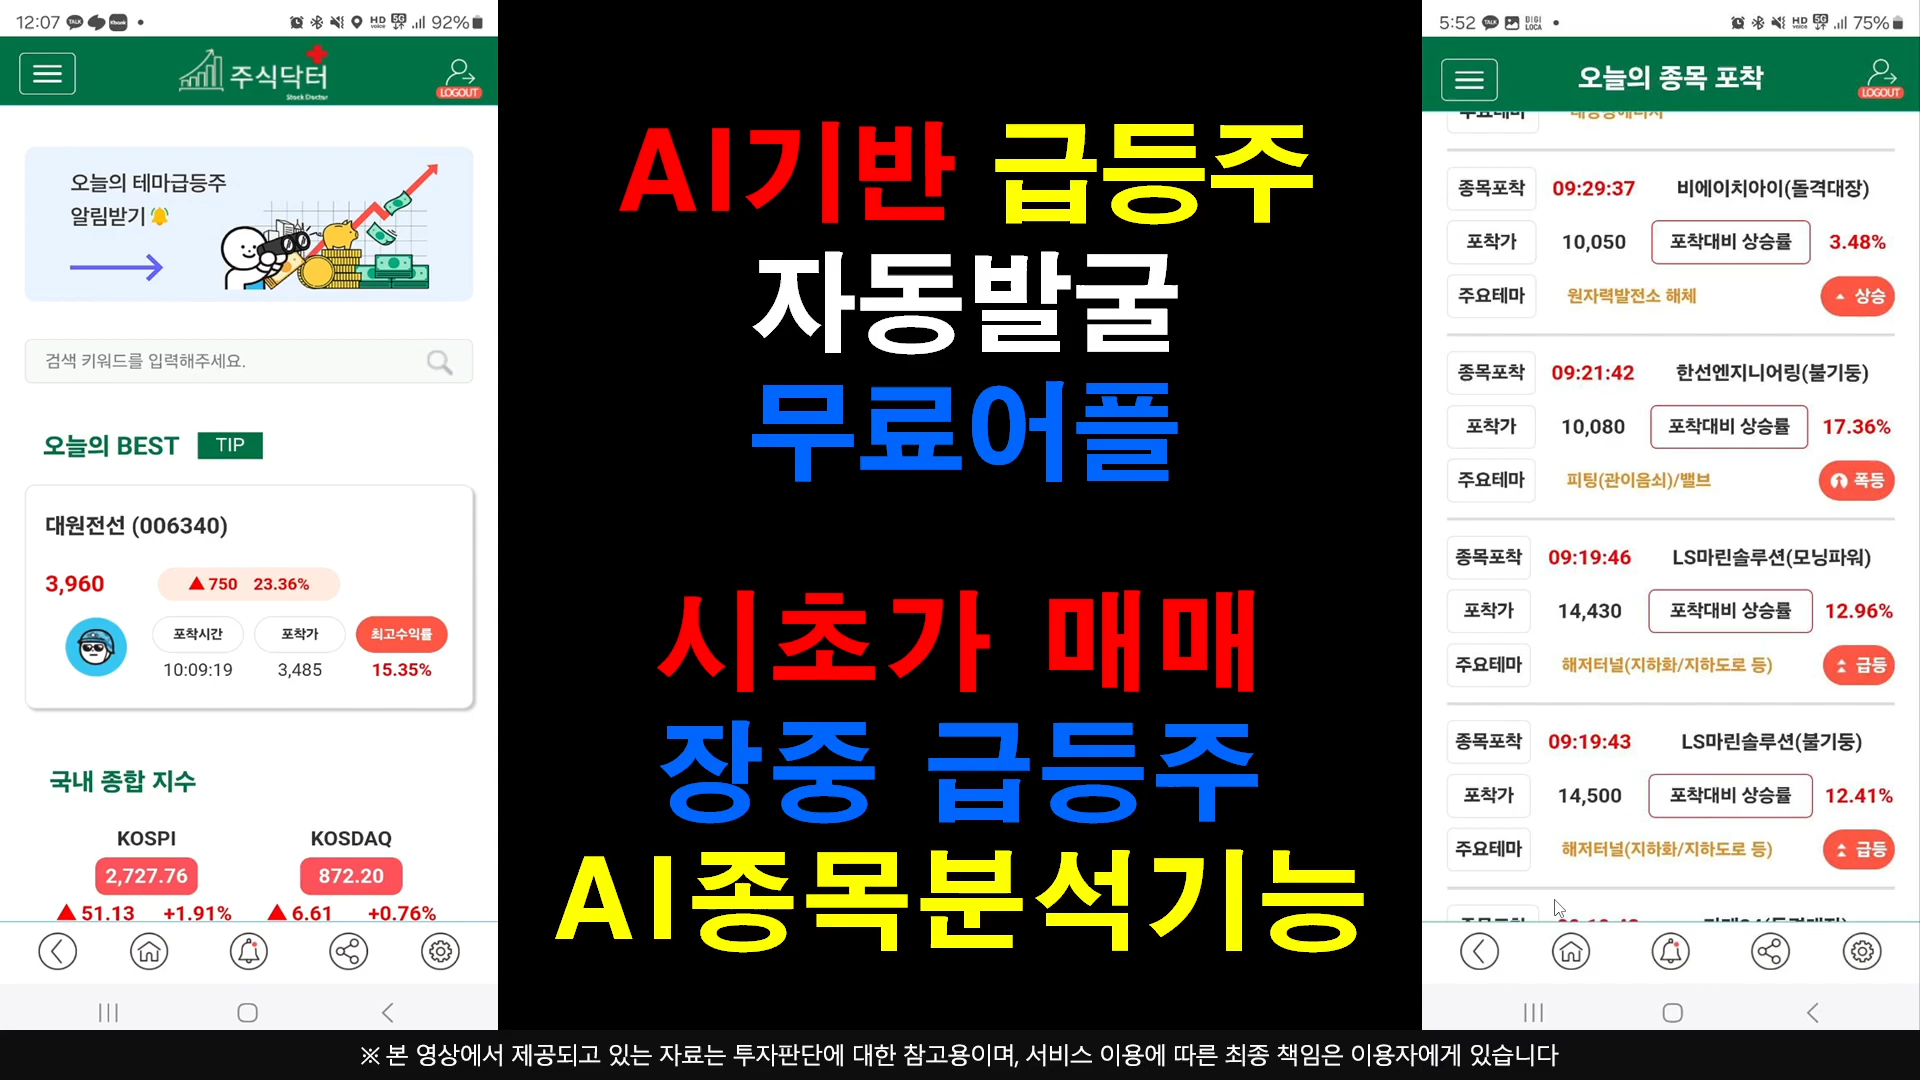 12:07
92%
주식닥터
Stock Doctor
LOGOUT
오늘의 테마급등주
알림받기
검색 키워드를 입력해주세요.
오늘의 BEST TIP
대원전선 (006340)
3,960 ▲750 23.36%
포착시간 포착가 최고수익률
10:09:19 3,485 15.35%
국내 종합 지수
KOSPI KOSDAQ
2,727.76 872.20
▲51.13 +1.91% ▲6.61 +0.76%
AI기반 급등주
자동발굴
무료어플
시초가 매매
장중 급등주
AI종목분석기능
5:52
75%
오늘의 종목 포착
LOGOUT
종목포착 09:29:37 비에이치아이(돌격대장)
포착가 10,050 포착대비 상승률 3.48%
주요테마 원자력발전소 해체 상승
종목포착 09:21:42 한선엔지니어링(불기둥)
포착가 10,080 포착대비 상승률 17.36%
주요테마 피팅(관이음쇠)/밸브 폭등
종목포착 09:19:46 LS마린솔루션(모닝파워)
포착가 14,430 포착대비 상승률 12.96%
주요테마 해저터널(지하화/지하도로 등) 급등
종목포착 09:19:43 LS마린솔루션(불기둥)
포착가 14,500 포착대비 상승률 12.41%
주요테마 해저터널(지하화/지하도로 등) 급등
※ 본 영상에서 제공되고 있는 자료는 투자판단에 대한 참고용이며, 서비스 이용에 따른 최종 책임은 이용자에게 있습니다